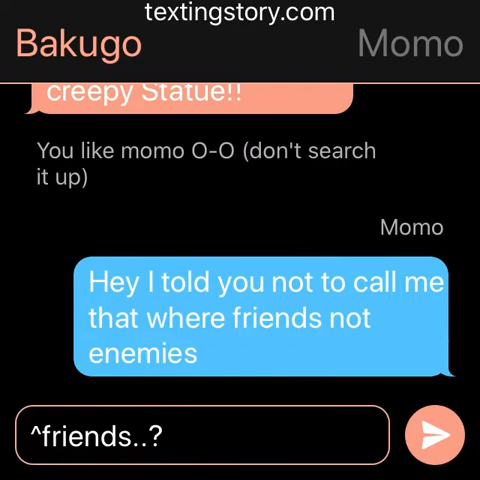 textingstory.com
Bakugo Momo
creepy Statue!!
You like momo O-O (don't search
it up)
Momo
Hey I told you not to call me
that where friends not
enemies
^friends..?